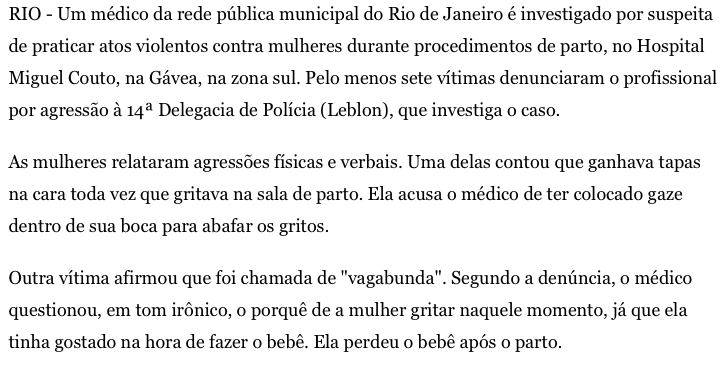 RIO - Um médico da rede pública municipal do Rio de Janeiro é investigado por suspeita
de praticar atos violentos contra mulheres durante procedimentos de parto, no Hospital
Miguel Couto, na Gávea, na zona sul. Pelo menos sete vítimas denunciaram o profissional
por agressão à 14ª Delegacia de Polícia (Leblon), que investiga o caso.
As mulheres relataram agressões físicas e verbais. Uma delas contou que ganhava tapas
na cara toda vez que gritava na sala de parto. Ela acusa o médico de ter colocado gaze
dentro de sua boca para abafar os gritos.
Outra vítima afirmou que foi chamada de "vagabunda". Segundo a denúncia, o médico
questionou, em tom irônico, o porquê de a mulher gritar naquele momento, já que ela
tinha gostado na hora de fazer o bebê. Ela perdeu o bebê após o parto.